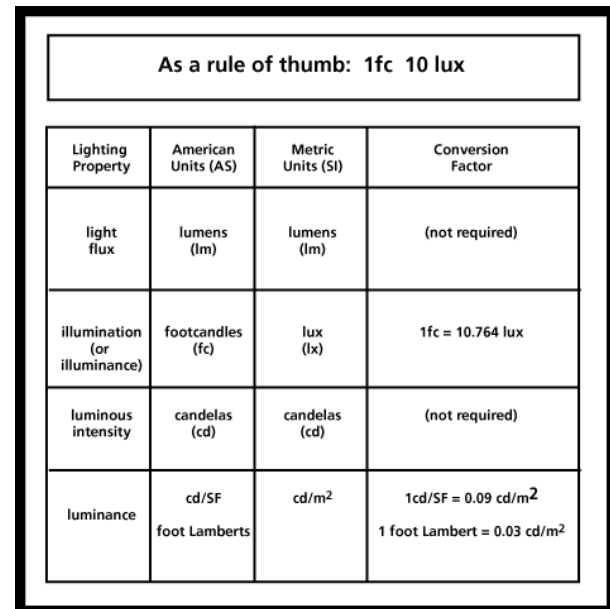 As a rule of thumb: 1fc 10 lux
Lighting
Property
American
Units (AS)
Metric
Units (SI)
Conversion
Factor
light
flux
lumens
(lm)
lumens
(lm)
(not required)
illumination
(or
illuminance)
footcandles
(fc)
lux
(lx)
1fc = 10.764 lux
luminous
intensity
candelas
(cd)
candelas
(cd)
(not required)
luminance
cd/SF
foot Lamberts
cd/m²
1cd/SF = 0.09 cd/m²
1 foot Lambert = 0.03 cd/m²